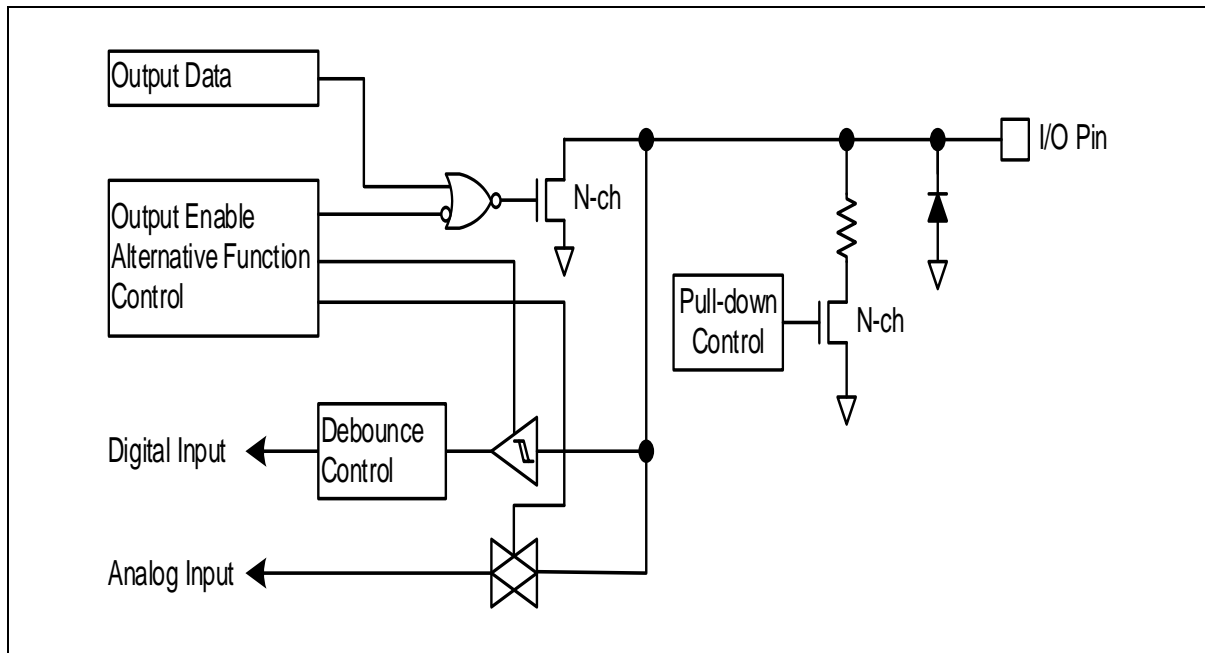 Output Data
I/O Pin
N-ch
Output Enable
Alternative Function
Control
Pull-down
Control
N-ch
Debounce
Control
Digital Input
Analog Input